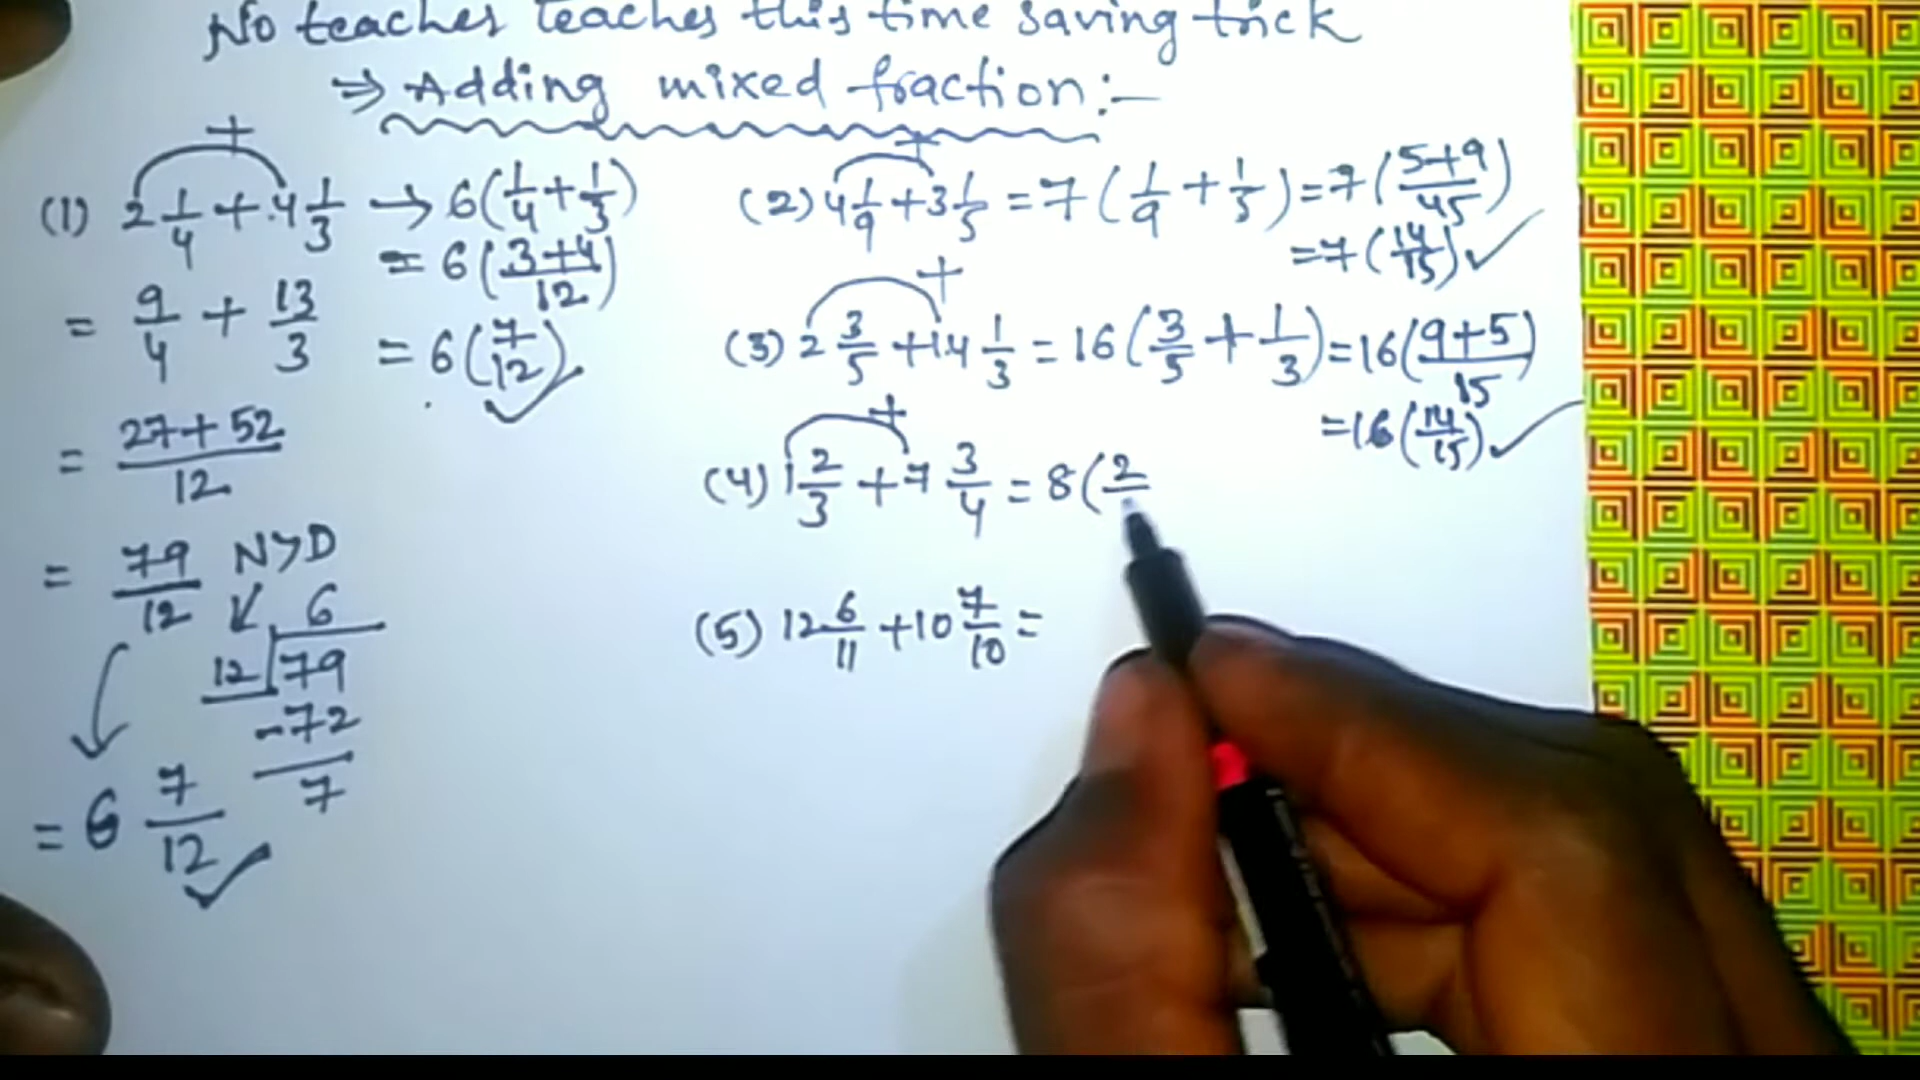 No teacher teaches this time saving trick
⇒ Adding mixed fraction:-
+
(1) 2 1/4 + 4 1/3 → 6(1/4 + 1/3)
= 6(3+4/12)
= 6(7/12)
= 9/4 + 13/3
= 27+52/12
= 79/12 N>D
6
12 79
-72
7
= 6 7/12
+
(2) 4 1/9 + 3 1/5 = 7(1/9 + 1/5) = 7(5+9/45)
= 7(14/45)
+
(3) 2 3/5 + 14 1/3 = 16(3/5 + 1/3) = 16(9+5/15)
= 16(14/15)
+
(4) 1 2/3 + 7 3/4 = 8(2
(5) 12 6/11 + 10 7/10 =